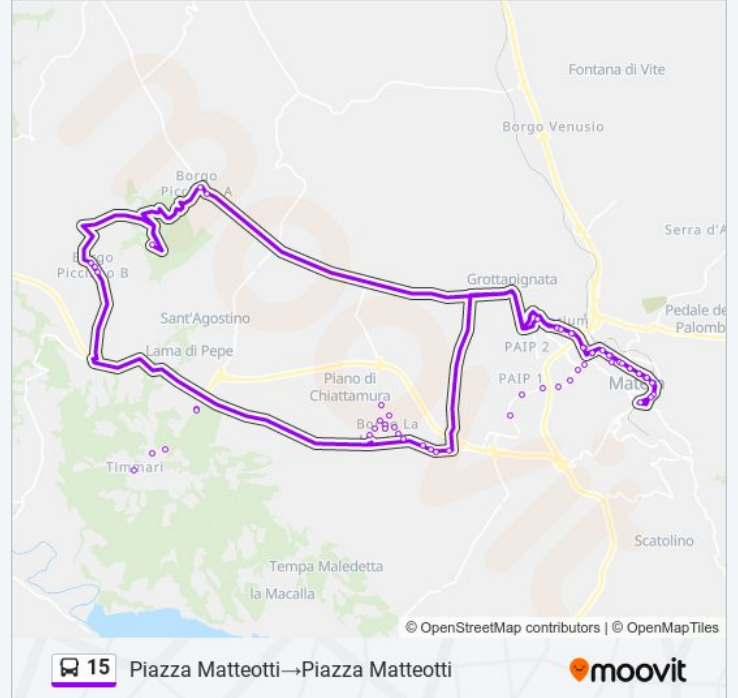 Fontana di Vite
Borgo Venusio
Borgo
Serra d'A
Borgo
B
Grottapignata
Sant'Agostino
Pedale de
Palomb
Lama di Pepe
PAIP 2
Piano di
Chiattamura
PAIP 1
La
Timmari
Scatolino
Tempa Maledetta
la Macalla
© OpenStreetMap contributors | © OpenMapTiles
15 Piazza Matteotti→Piazza Matteotti
moovit